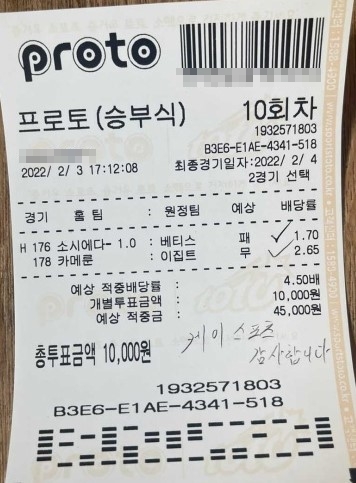 proto
프로토(승부식) 10회차
1932571803
B3E6-E1AE-4341-518
2022/ 2/ 3 17:12:08 최종경기일자:2022/ 2/ 4
2경기 선택
경기 홈 팀 : 원정팀 예상 배당률
H 176 소시에다- 1.0 : 베티스 패 1.70
178 카메룬 : 이집트 무 2.65
예상 적중배당률 : 4.50배
개별투표금액 : 10,000원
예상 적중금 : 45,000원
케이스포츠
감사합니다
총투표금액 10,000원
1932571803
B3E6-E1AE-4341-518